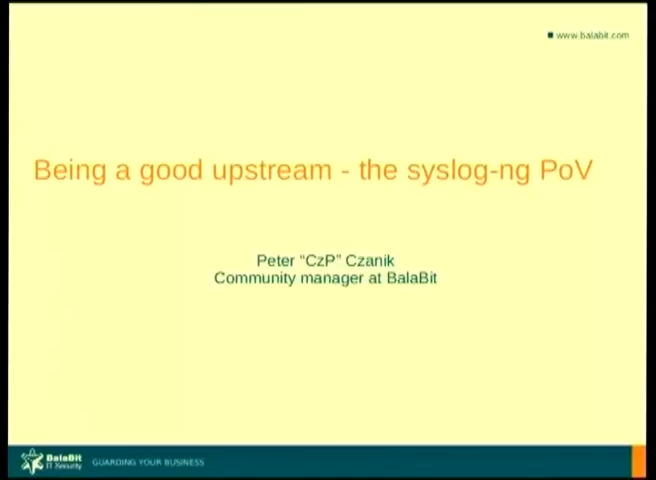 www.balabit.com
Being a good upstream - the syslog-ng PoV
Peter “CzP” Czanik
Community manager at BalaBit
BalaBit
IT Security
GUARDING YOUR BUSINESS